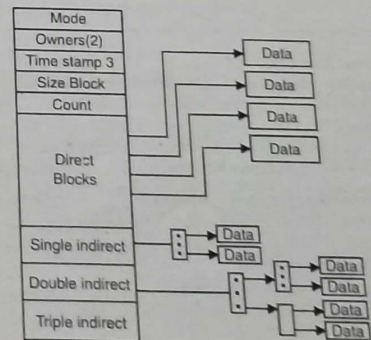 Mode
Owners(2)
Time stamp 3
Size Block
Count
Direct
Blocks
Single indirect
Double indirect
Triple indirect
Data
Data
Data
Data
Data
Data
Data
Data
Data
Data